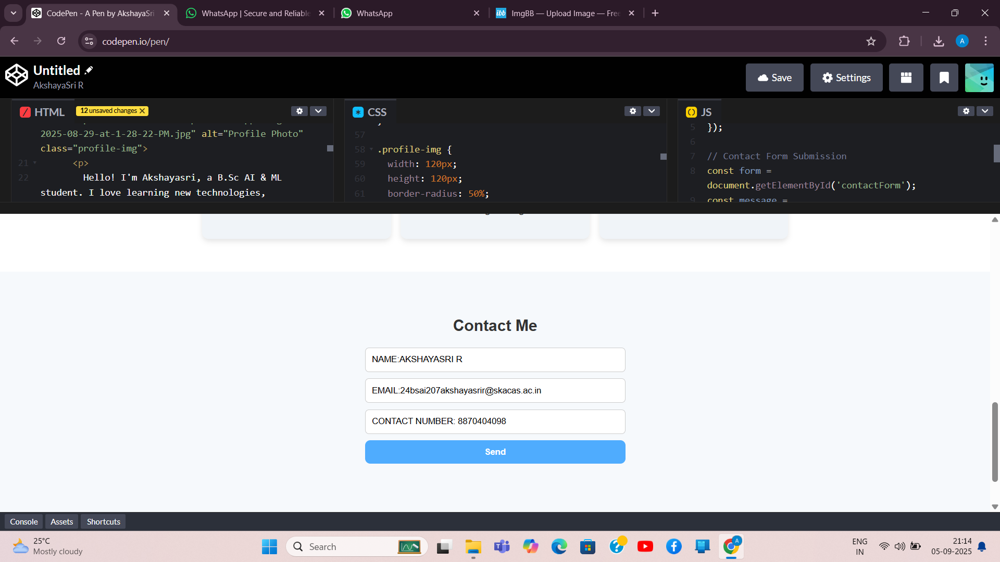 CodePen - A Pen by AkshayaSri
WhatsApp | Secure and Reliable
WhatsApp
ibb ImgBB — Upload Image — Free
codepen.io/pen/
A
Untitled
AkshayaSri R
Save
Settings
HTML
12 unsaved changes
2025-08-29-at-1-28-22-PM.jpg" alt="Profile Photo"
class="profile-img">
21 <p>
22 Hello! I'm Akshayasri, a B.Sc AI & ML
student. I love learning new technologies,
CSS
57
58 .profile-img {
59 width: 120px;
60 height: 120px;
61 border-radius: 50%;
JS
5 });
6
7 // Contact Form Submission
8 const form =
document.getElementById('contactForm');
9 const message =
Contact Me
NAME:AKSHAYASRI R
EMAIL:24bsai207akshayasrir@skacas.ac.in
CONTACT NUMBER: 8870404098
Send
Console
Assets
Shortcuts
25°C
Mostly cloudy
Search
A
ENG
IN
21:14
05-09-2025